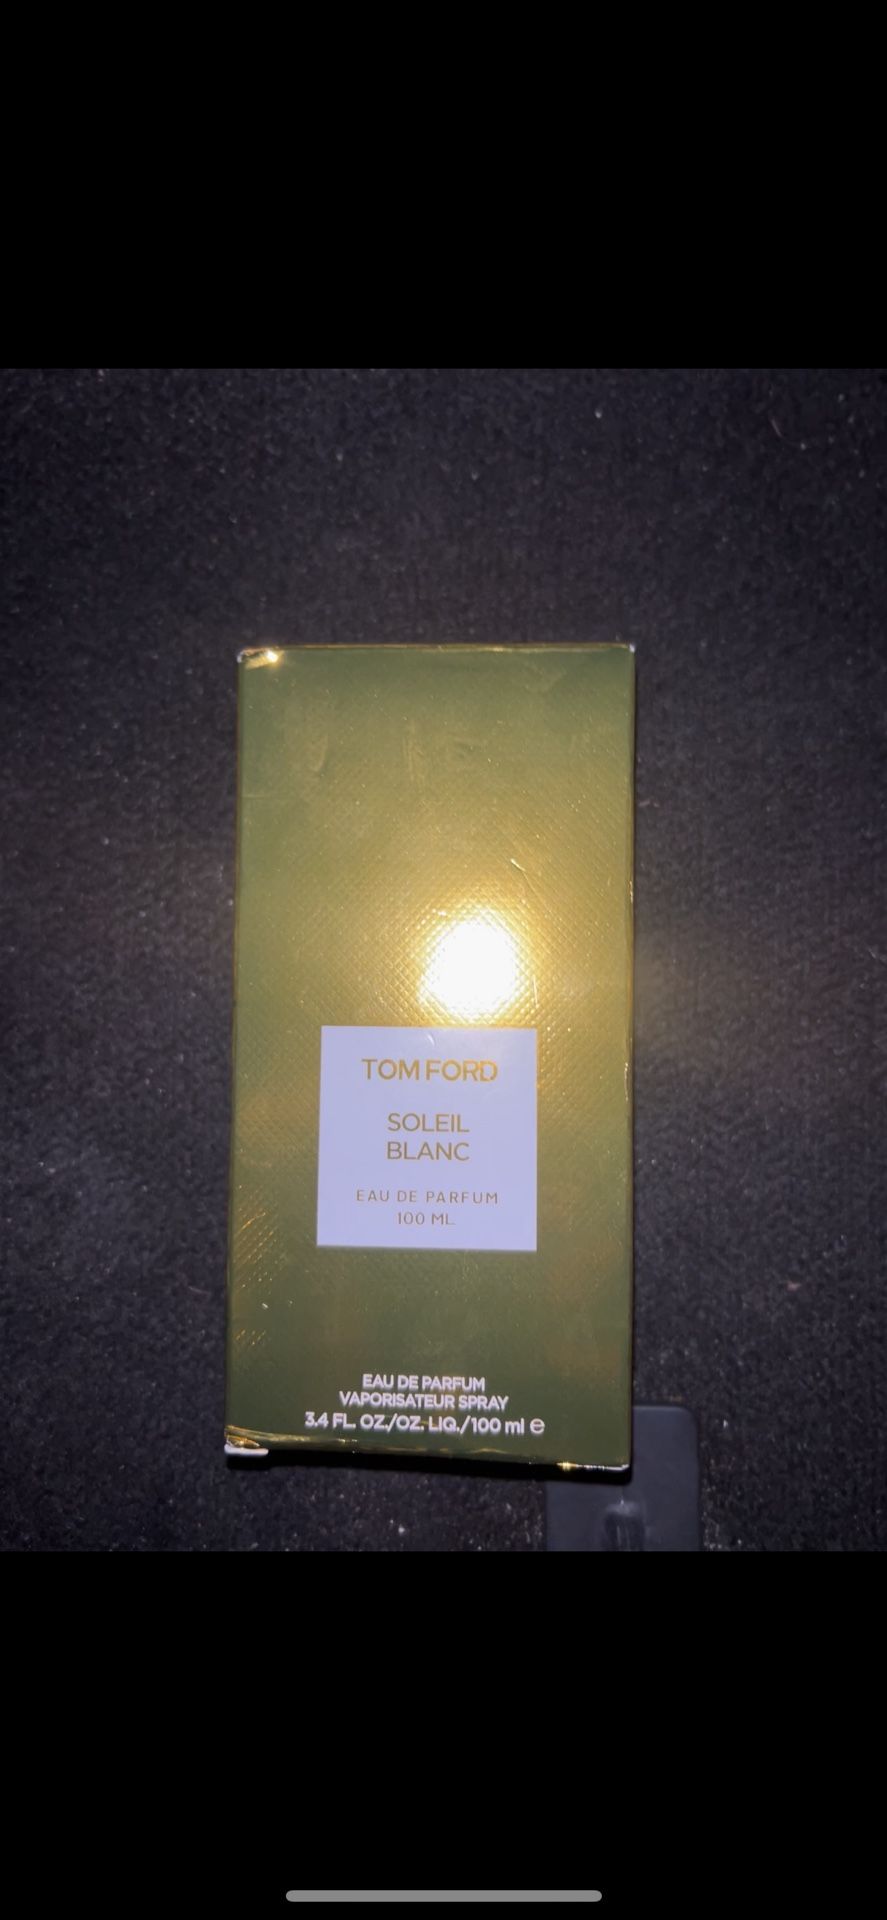 TOM FORD
SOLEIL
BLANC
EAU DE PARFUM
100 ML
EAU DE PARFUM
VAPORISATEUR SPRAY
3.4 FL. OZ./OZ. LIQ./100 ml ℮